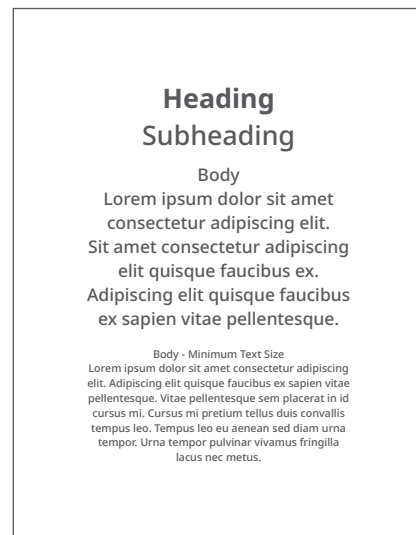 Heading
Subheading
Body
Lorem ipsum dolor sit amet
consectetur adipiscing elit.
Sit amet consectetur adipiscing
elit quisque faucibus ex.
Adipiscing elit quisque faucibus
ex sapien vitae pellentesque.
Body - Minimum Text Size
Lorem ipsum dolor sit amet consectetur adipiscing
elit. Adipiscing elit quisque faucibus ex sapien vitae
pellentesque. Vitae pellentesque sem placerat in id
cursus mi. Cursus mi pretium tellus duis convallis
tempus leo. Tempus leo eu aenean sed diam urna
tempor. Urna tempor pulvinar vivamus fringilla
lacus nec metus.